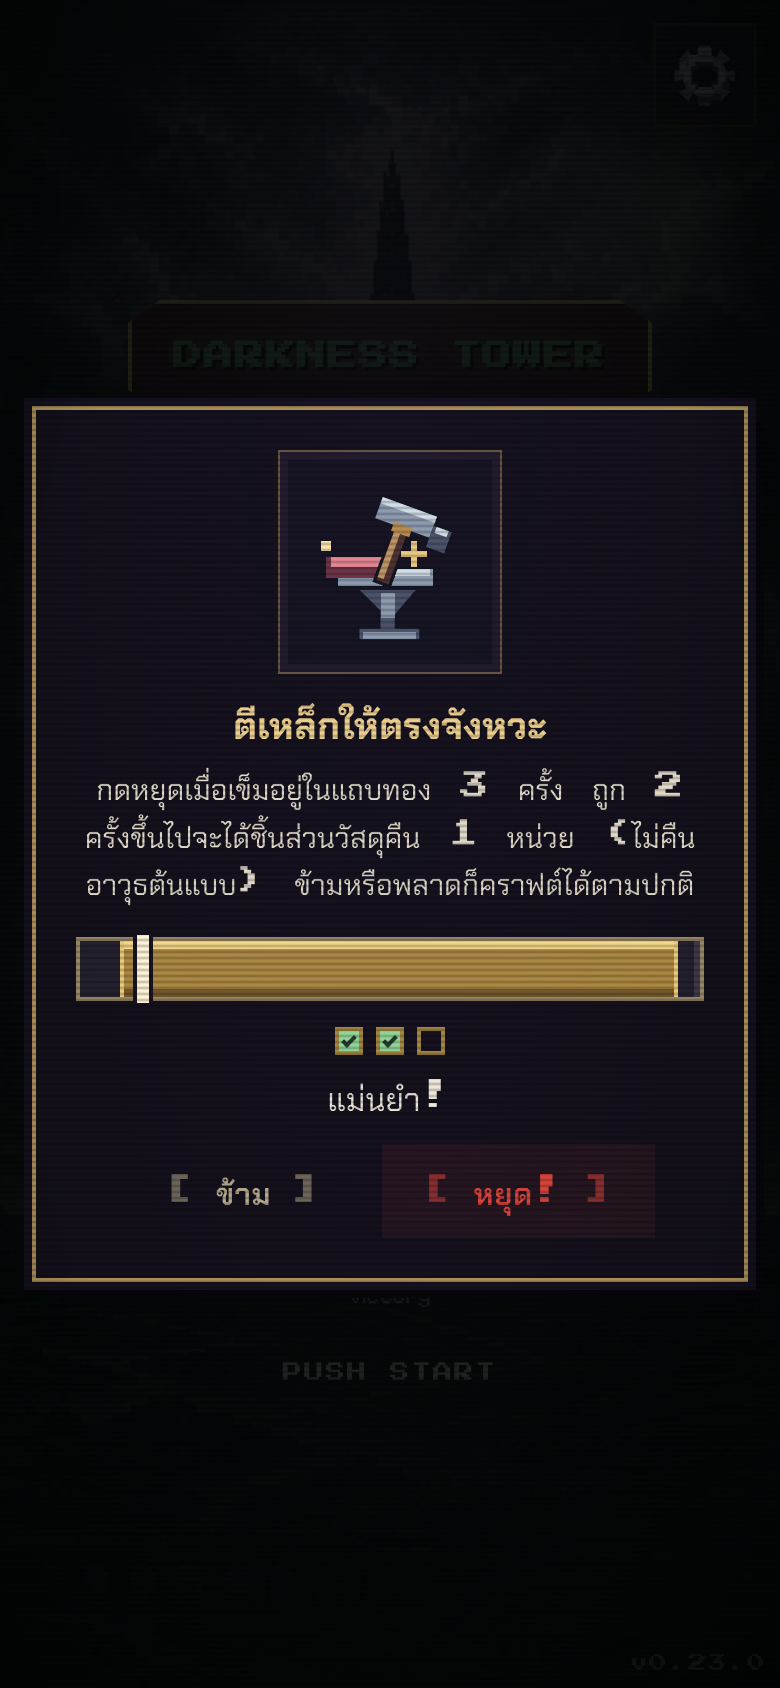 DARKNESS TOWER
ตีเหล็กให้ตรงจังหวะ
กดหยุดเมื่อเข็มอยู่ในแถบทอง 3 ครั้ง ถูก 2
ครั้งขึ้นไปจะได้ชิ้นส่วนวัสดุคืน 1 หน่วย (ไม่คืน
อาวุธต้นแบบ) ข้ามหรือพลาดก็คราฟต์ได้ตามปกติ
แม่นยำ!
[ ข้าม ] [ หยุด! ]
victory
PUSH START
v0.23.0